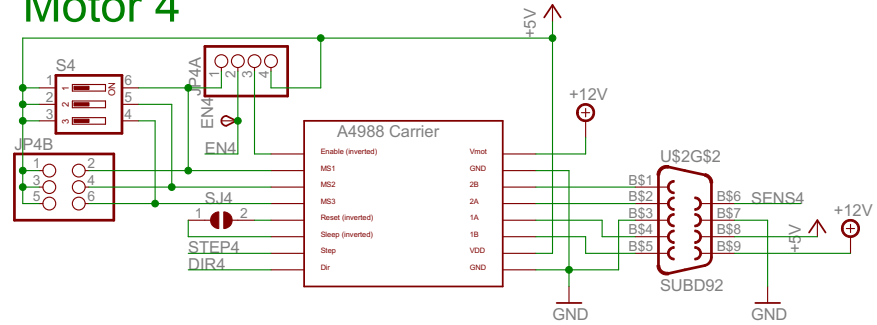 Motor 4
+5V
S4
1 6
2 5
3 4
1
2
3
ON
JP4A
1 2 3 4
EN4
EN4
JP4B
1 2
3 4
5 6
SJ4
1 2
STEP4
DIR4
A4988 Carrier
Enable (inverted) Vmot
MS1 GND
MS2 2B
MS3 2A
Reset (inverted) 1A
Sleep (inverted) 1B
Step VDD
Dir GND
+12V
GND
U$2G$2
B$1
B$2 B$6 SENS4
B$3 B$7
B$4 B$8
B$5 B$9
SUBD92
+5V
+12V
GND